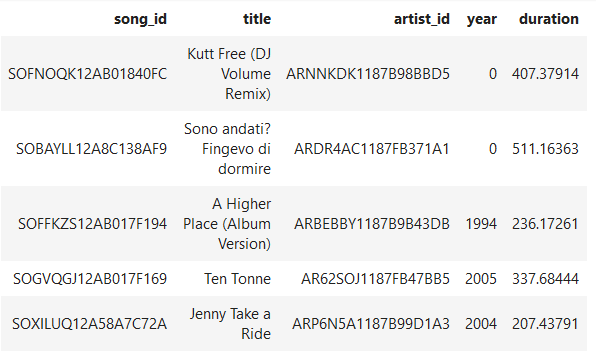 song_id title artist_id year duration
Kutt Free (DJ
SOFNOQK12AB01840FC Volume ARNNKDK1187B98BBD5 0 407.37914
Remix)
Sono andati?
SOBAYLL12A8C138AF9 Fingevo di ARDR4AC1187FB371A1 0 511.16363
dormire
A Higher
SOFFKZS12AB017F194 Place (Album ARBEBBY1187B9B43DB 1994 236.17261
Version)
SOGVQGJ12AB017F169 Ten Tonne AR62SOJ1187FB47BB5 2005 337.68444
Jenny Take a
SOXILUQ12A58A7C72A Ride ARP6N5A1187B99D1A3 2004 207.43791